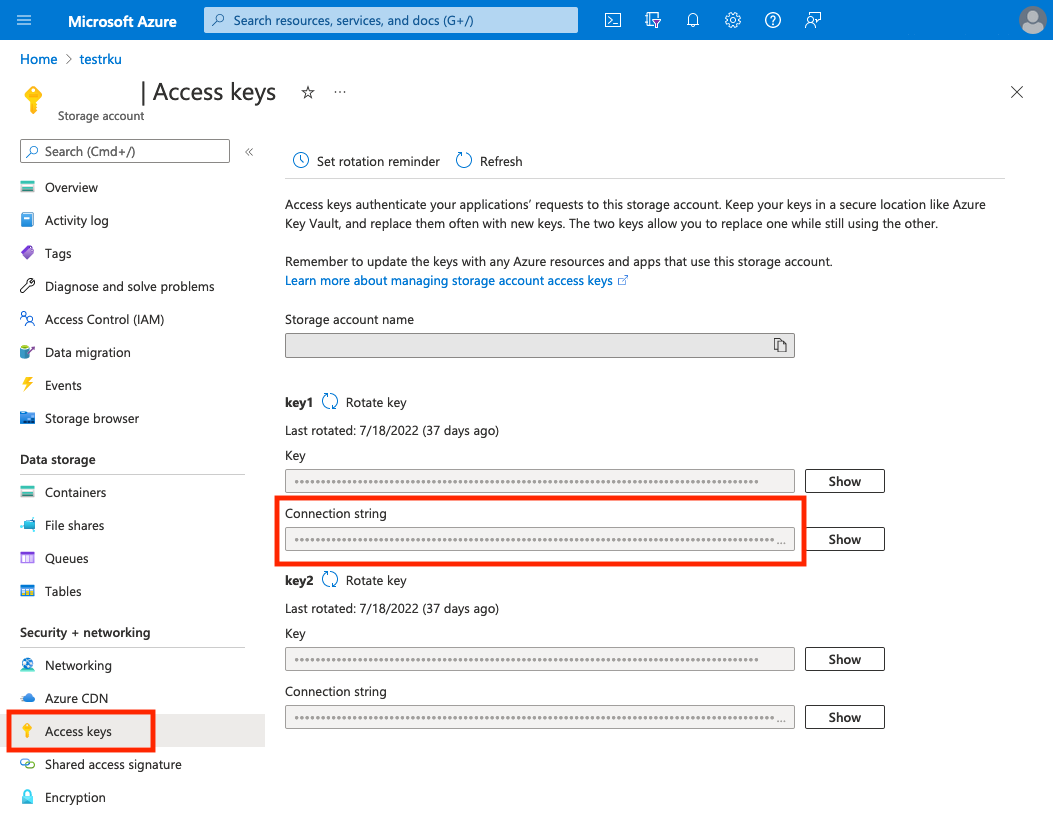 Microsoft Azure
Search resources, services, and docs (G+/)
Home > testrku
| Access keys
Storage account
Search (Cmd+/)
Overview
Activity log
Tags
Diagnose and solve problems
Access Control (IAM)
Data migration
Events
Storage browser
Data storage
Containers
File shares
Queues
Tables
Security + networking
Networking
Azure CDN
Access keys
Shared access signature
Encryption
Set rotation reminder
Refresh
Access keys authenticate your applications' requests to this storage account. Keep your keys in a secure location like Azure
Key Vault, and replace them often with new keys. The two keys allow you to replace one while still using the other.
Remember to update the keys with any Azure resources and apps that use this storage account.
Learn more about managing storage account access keys
Storage account name
key1 Rotate key
Last rotated: 7/18/2022 (37 days ago)
Key
Show
Connection string
Show
key2 Rotate key
Last rotated: 7/18/2022 (37 days ago)
Key
Show
Connection string
Show